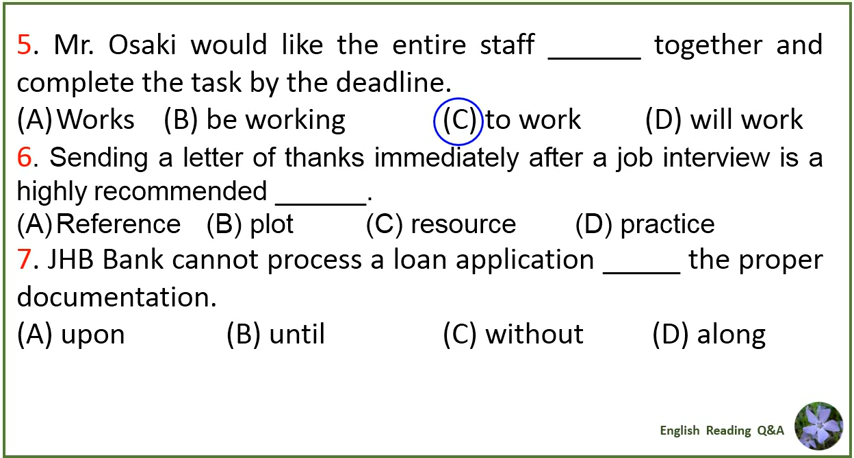 5. Mr. Osaki would like the entire staff _______ together and
complete the task by the deadline.
(A) Works (B) be working (C) to work (D) will work
6. Sending a letter of thanks immediately after a job interview is a
highly recommended _______.
(A) Reference (B) plot (C) resource (D) practice
7. JHB Bank cannot process a loan application ______ the proper
documentation.
(A) upon (B) until (C) without (D) along
English Reading Q&A